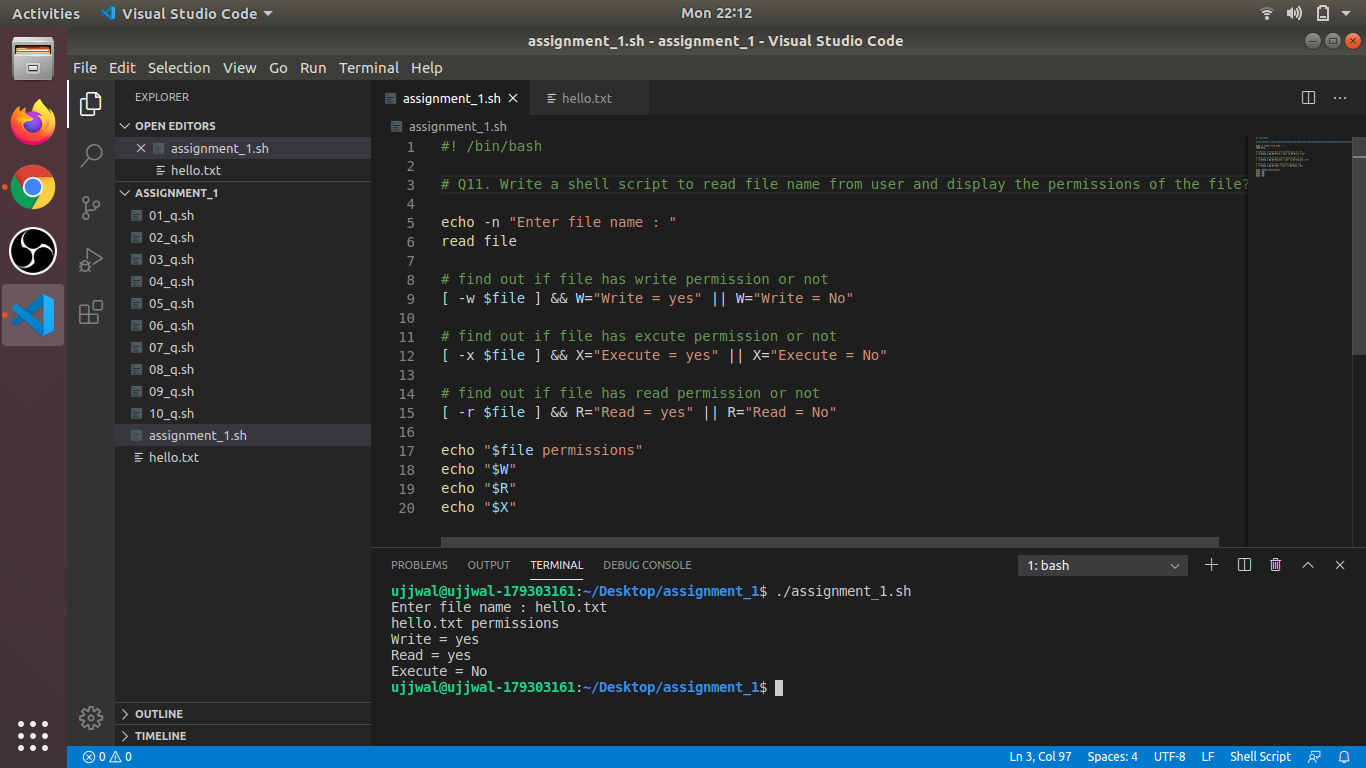 Activities Visual Studio Code Mon 22:12
assignment_1.sh - assignment_1 - Visual Studio Code
File Edit Selection View Go Run Terminal Help
EXPLORER
OPEN EDITORS
assignment_1.sh
hello.txt
ASSIGNMENT_1
01_q.sh
02_q.sh
03_q.sh
04_q.sh
05_q.sh
06_q.sh
07_q.sh
08_q.sh
09_q.sh
10_q.sh
assignment_1.sh
hello.txt
OUTLINE
TIMELINE
assignment_1.sh hello.txt
assignment_1.sh
1 #! /bin/bash
2
3 # Q11. Write a shell script to read file name from user and display the permissions of the file?
4
5 echo -n "Enter file name : "
6 read file
7
8 # find out if file has write permission or not
9 [ -w $file ] && W="Write = yes" || W="Write = No"
10
11 # find out if file has excute permission or not
12 [ -x $file ] && X="Execute = yes" || X="Execute = No"
13
14 # find out if file has read permission or not
15 [ -r $file ] && R="Read = yes" || R="Read = No"
16
17 echo "$file permissions"
18 echo "$W"
19 echo "$R"
20 echo "$X"
PROBLEMS OUTPUT TERMINAL DEBUG CONSOLE 1: bash
ujjwal@ujjwal-179303161:~/Desktop/assignment_1$ ./assignment_1.sh
Enter file name : hello.txt
hello.txt permissions
Write = yes
Read = yes
Execute = No
ujjwal@ujjwal-179303161:~/Desktop/assignment_1$
0 0 Ln 3, Col 97 Spaces: 4 UTF-8 LF Shell Script